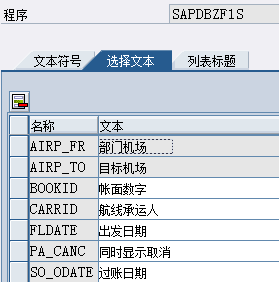 程序 SAPDBZF1S
文本符号 选择文本 列表标题
名称 文本
AIRP_FR 部门机场
AIRP_TO 目标机场
BOOKID 帐面数字
CARRID 航线承运人
FLDATE 出发日期
PA_CANC 同时显示取消
SO_ODATE 过账日期